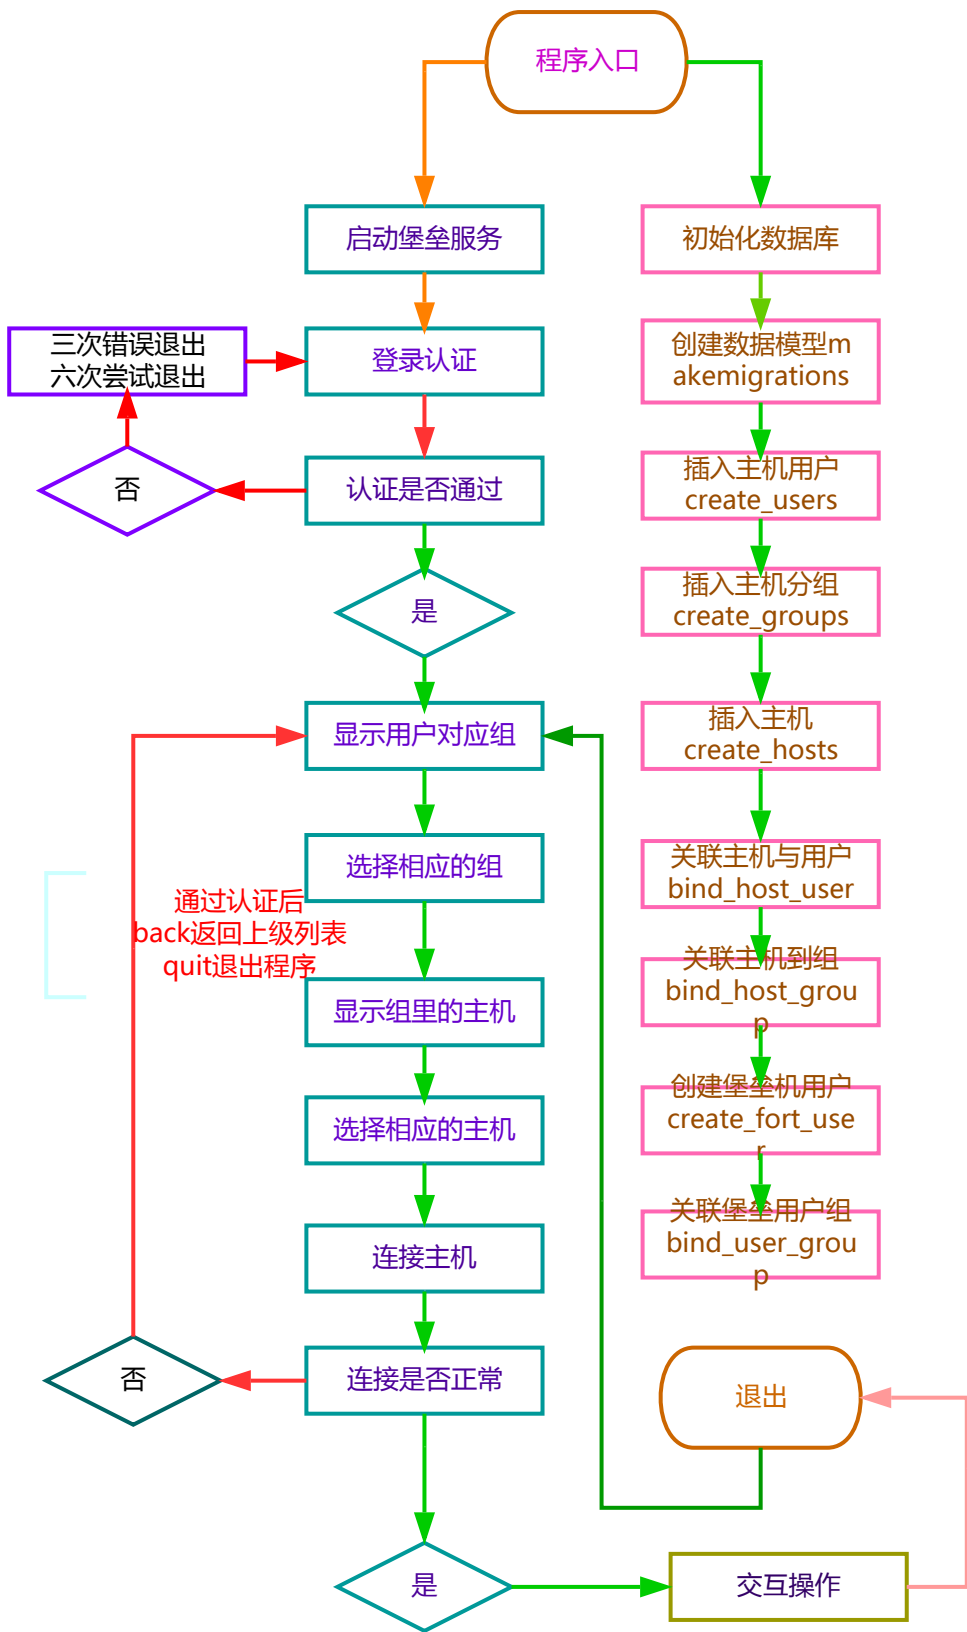 程序入口
启动堡垒服务
初始化数据库
三次错误退出
六次尝试退出
登录认证
创建数据模型m
akemigrations
否
认证是否通过
插入主机用户
create_users
是
插入主机分组
create_groups
显示用户对应组
插入主机
create_hosts
选择相应的组
关联主机与用户
bind_host_user
通过认证后
back返回上级列表
quit退出程序
显示组里的主机
关联主机到组
bind_host_grou
p
选择相应的主机
创建堡垒机用户
create_fort_use
r
连接主机
关联堡垒用户组
bind_user_grou
p
否
连接是否正常
退出
是
交互操作